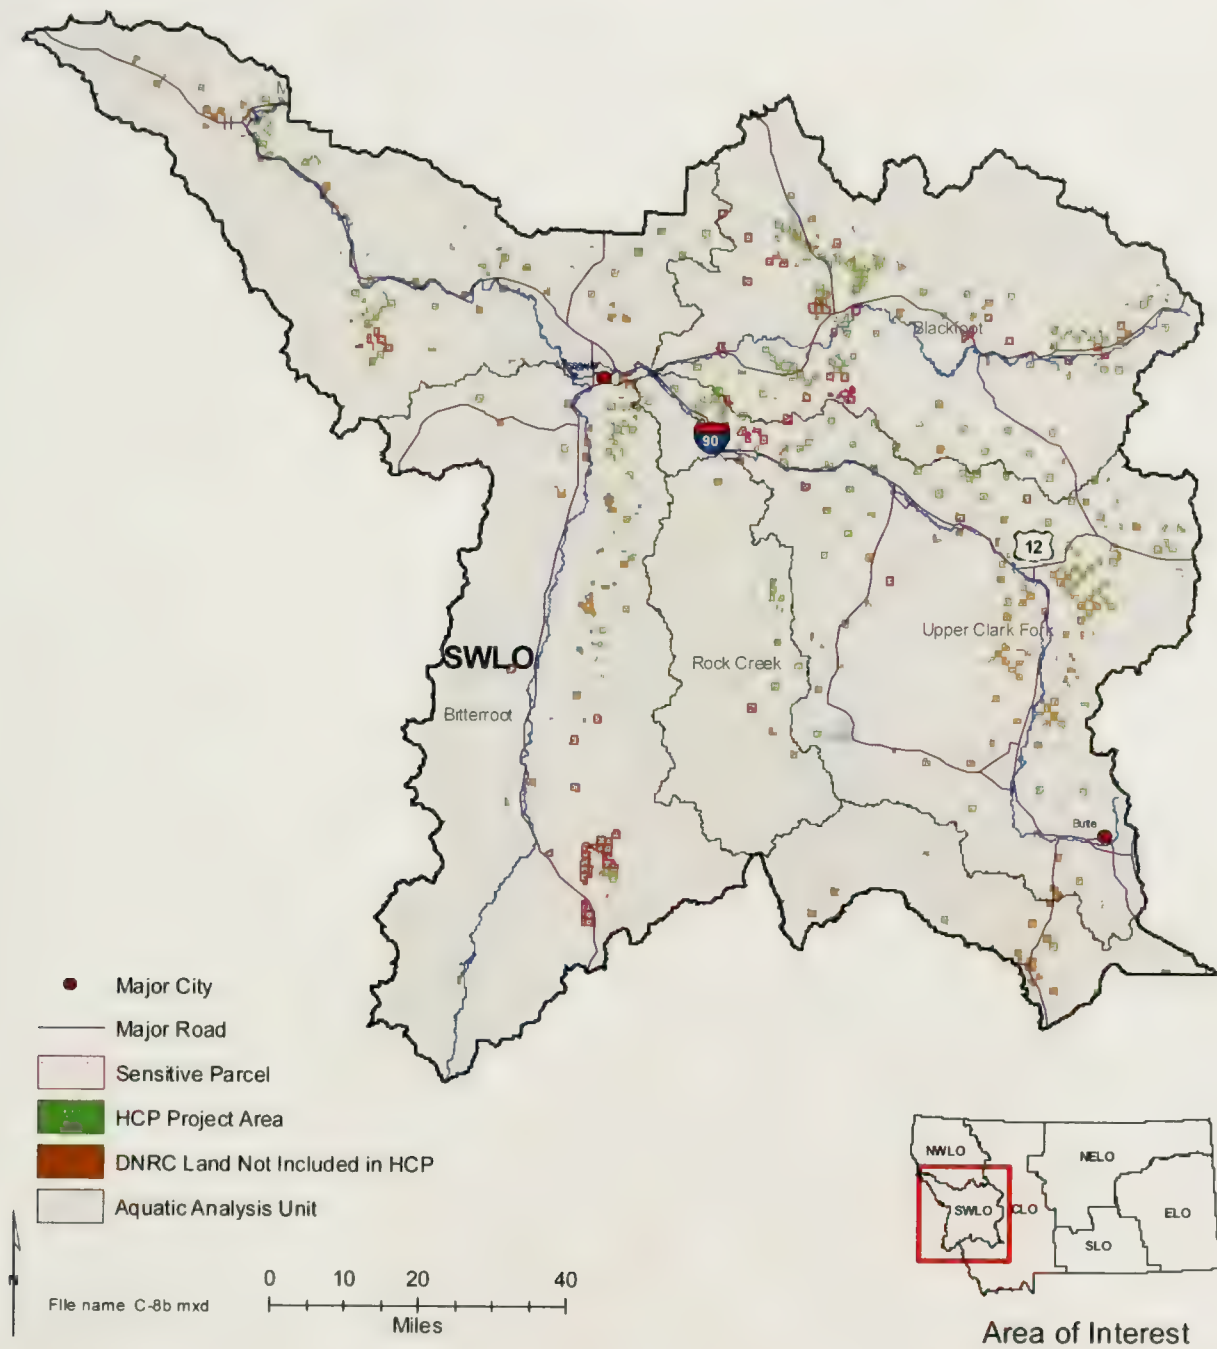 M
Blackfoot
90
12
Upper Clark Fork
Rock Creek
SWLO
Bitterroot
Butte
Major City
Major Road
Sensitive Parcel
HCP Project Area
DNRC Land Not Included in HCP
Aquatic Analysis Unit
N
File name C-8b mxd
0 10 20 40
Miles
NWLO
NELO
SWLO
CLO
ELO
SLO
Area of Interest